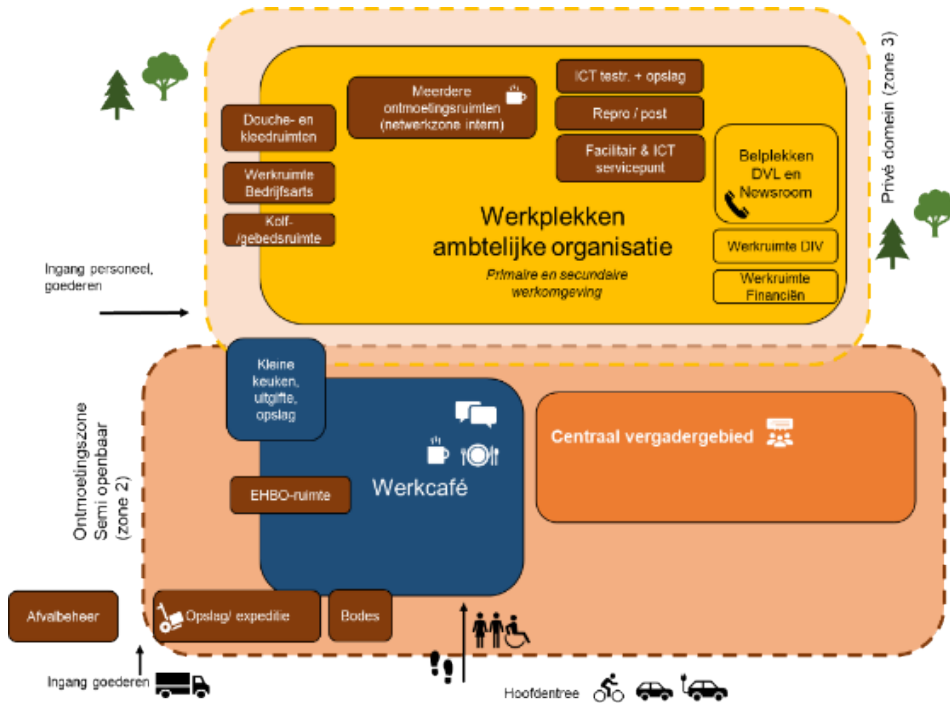 ICT testr. + opslag
Meerdere
ontmoetingsruimten
(netwerkzone intern)
Repro / post
Douche- en
kleedruimten
Facilitair & ICT
servicepunt
Belplekken
DVL en
Newsroom
Privé domein (zone 3)
Werkruimte
Bedrijfsarts
Kolf-
/gebedsruimte
Werkplekken
ambtelijke organisatie
Primaire en secundaire
werkomgeving
Werkruimte DIV
Werkruimte
Financiën
Ingang personeel,
goederen
Kleine
keuken,
uitgifte,
opslag
Centraal vergadergebied
Ontmoetingszone
Semi openbaar
(zone 2)
EHBO-ruimte
Werkcafé
Afvalbeheer
Opslag/ expeditie
Bodes
Ingang goederen
Hoofdentree